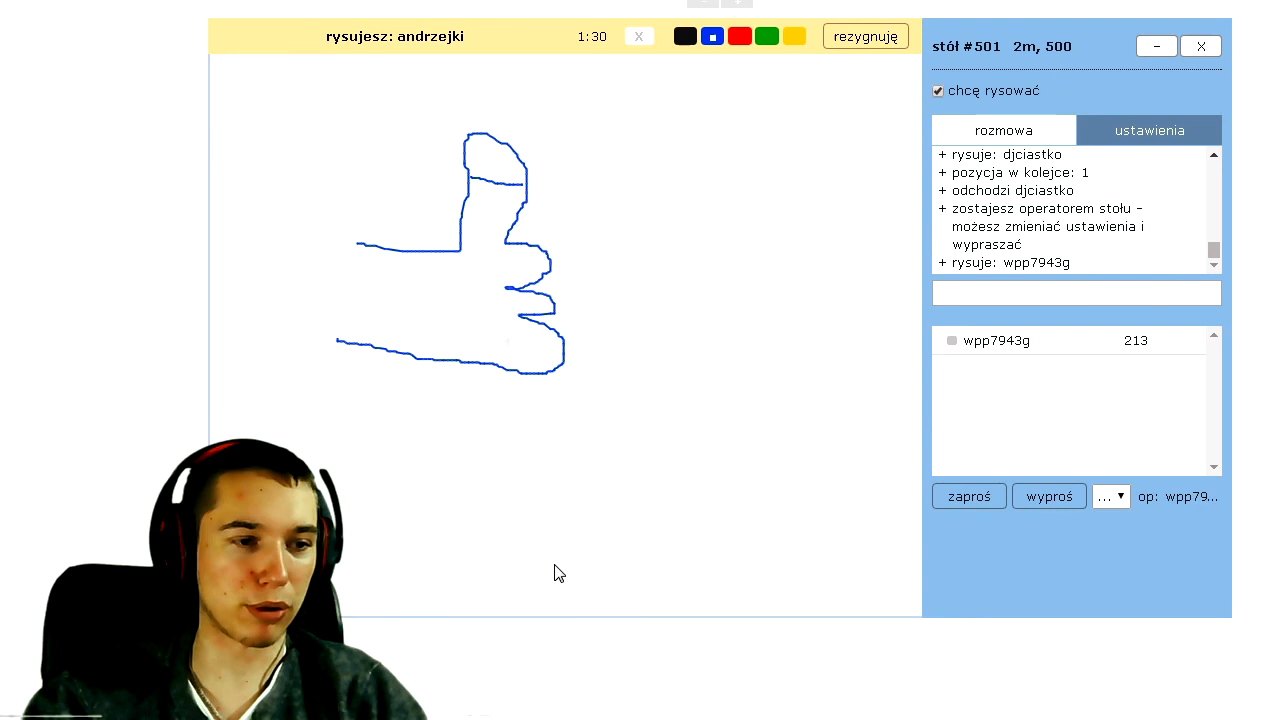 rysujesz: andrzejki 1:30 X rezygnuję
stół #501 2m, 500 – X
chcę rysować
rozmowa ustawienia
+ rysuje: djciastko
+ pozycja w kolejce: 1
+ odchodzi djciastko
+ zostajesz operatorem stołu –
możesz zmieniać ustawienia i
wypraszać
+ rysuje: wpp7943g
wpp7943g 213
zaproś wyproś ... op: wpp79...